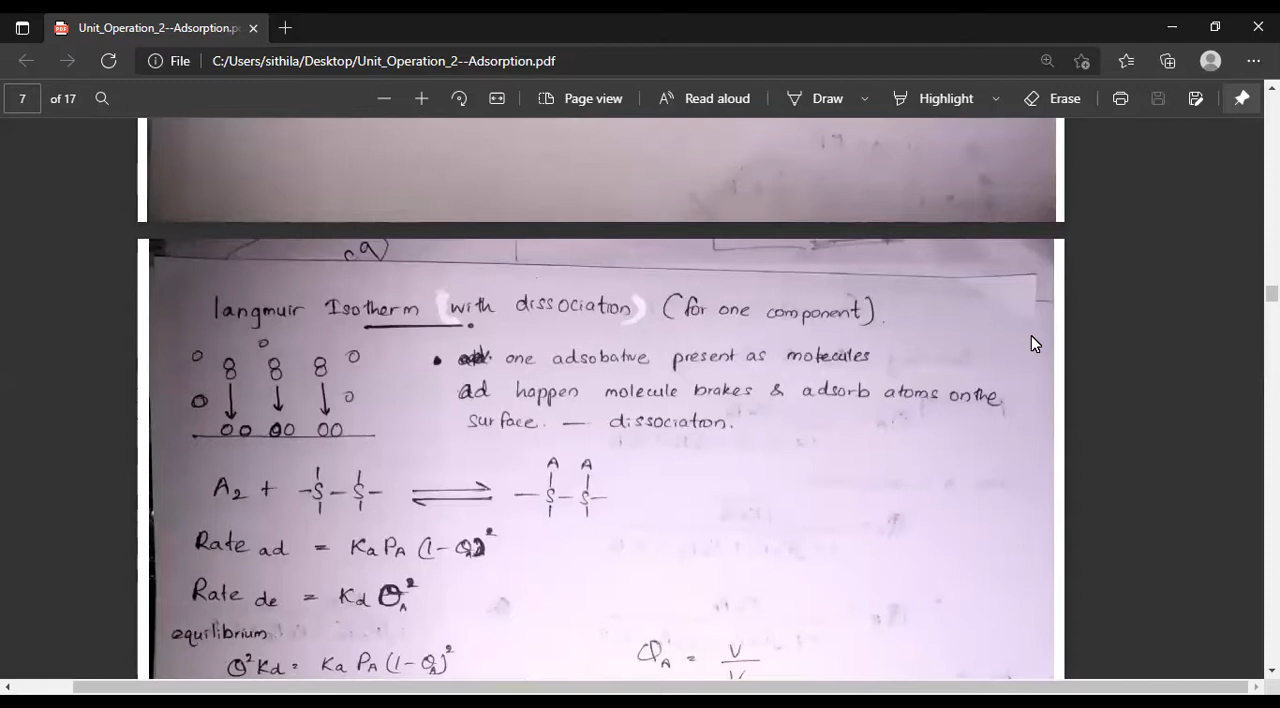 Unit_Operation_2--Adsorption.p
File
C:/Users/sithila/Desktop/Unit_Operation_2--Adsorption.pdf
7 of 17
Page view
Read aloud
Draw
Highlight
Erase
langmuir Isotherm (with dissociation) (for one component).
• one adsobative present as molecules
ad happen molecule brakes & adsorb atoms on the
surface. — dissociation.
A A
A2 + -S-S- ⇌ -S-S-
Rate ad = Ka PA (1-θA)²
Rate de = Kd θA²
equilibrium
θ²Kd = Ka PA (1-θA)²
= V